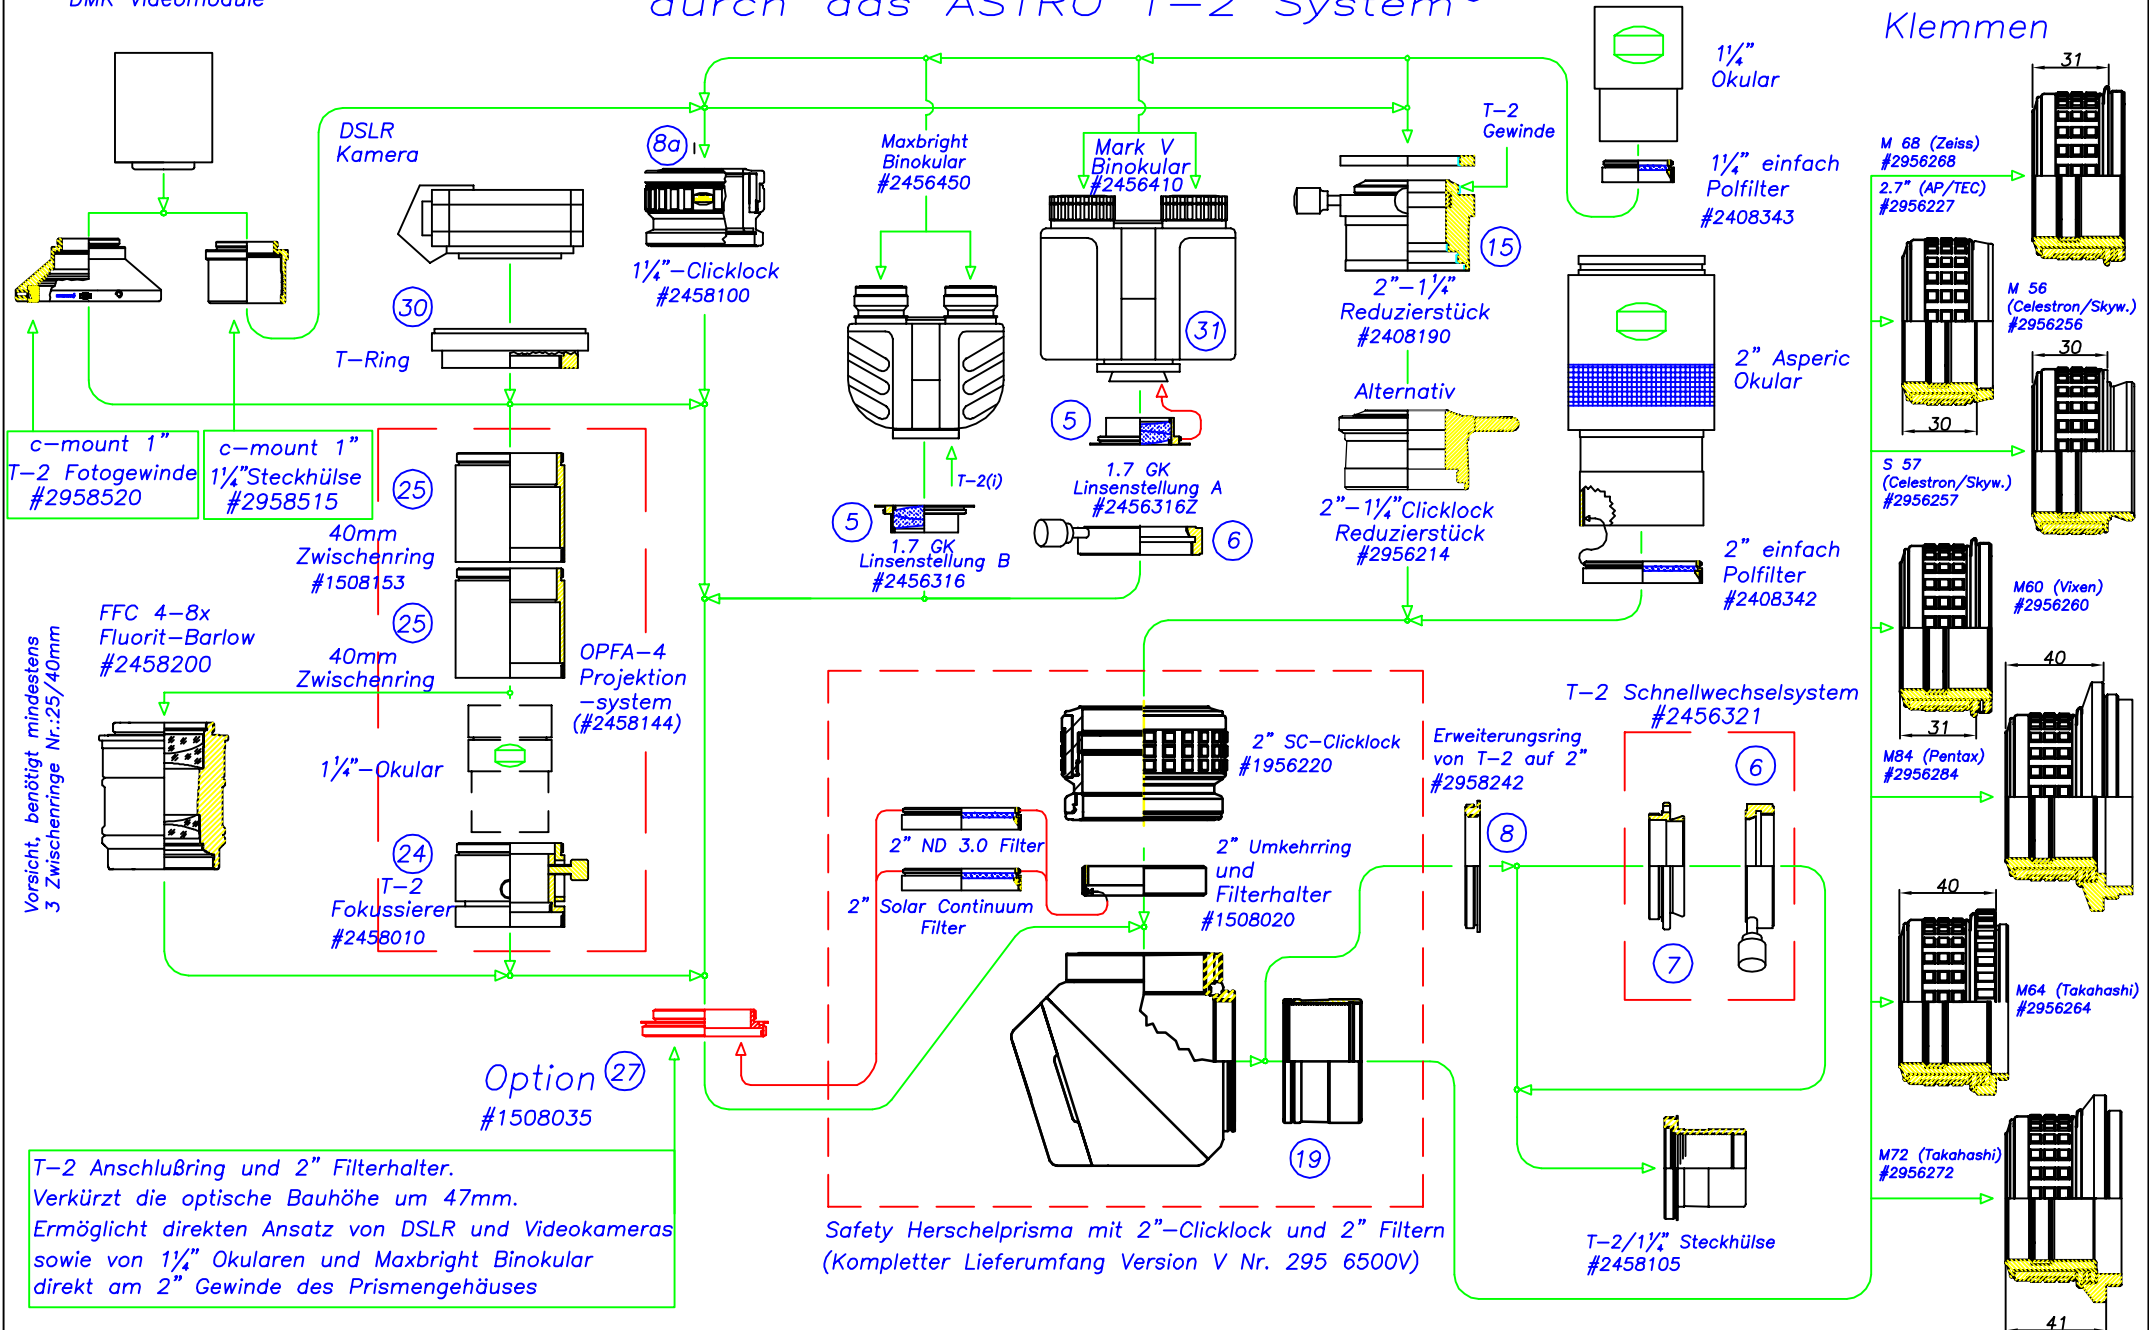 DMK Videomodule
durch das ASTRO T-2 System
Klemmen
1¼"
Okular
31
DSLR
Kamera
8a
Maxbright
Binokular
#2456450
Mark V
Binokular
#2456410
T-2
Gewinde
M 68 (Zeiss)
#2956268
2.7" (AP/TEC)
#2956227
1¼" einfach
Polfilter
#2408343
15
1¼"-Clicklock
#2458100
30
T-Ring
31
2"-1¼"
Reduzierstück
#2408190
M 56
(Celestron/Skyw.)
#2956256
30
2" Asperic
Okular
Alternativ
30
c-mount 1"
T-2 Fotogewinde
#2958520
c-mount 1"
1¼"Steckhülse
#2958515
25
40mm
Zwischenring
#1508153
5
T-2(i)
5
1.7 GK
Linsenstellung B
#2456316
1.7 GK
Linsenstellung A
#2456316Z
6
2"-1¼"Clicklock
Reduzierstück
#2956214
S 57
(Celestron/Skyw.)
#2956257
2" einfach
Polfilter
#2408342
M60 (Vixen)
#2956260
31
FFC 4-8x
Fluorit-Barlow
#2458200
25
40mm
Zwischenring
OPFA-4
Projektion
-system
(#2458144)
Vorsicht, benötigt mindestens
3 Zwischenringe Nr.:25/40mm
1¼"-Okular
24
T-2
Fokussierer
#2458010
2" SC-Clicklock
#1956220
2" ND 3.0 Filter
2" Solar Continuum
Filter
2" Umkehrring
und
Filterhalter
#1508020
Erweiterungsring
von T-2 auf 2"
#2958242
8
T-2 Schnellwechselsystem
#2456321
6
7
40
M84 (Pentax)
#2956284
40
M64 (Takahashi)
#2956264
Option
27
#1508035
19
M72 (Takahashi)
#2956272
41
T-2 Anschlußring und 2" Filterhalter.
Verkürzt die optische Bauhöhe um 47mm.
Ermöglicht direkten Ansatz von DSLR und Videokameras
sowie von 1¼" Okularen und Maxbright Binokular
direkt am 2" Gewinde des Prismengehäuses
Safety Herschelprisma mit 2"-Clicklock und 2" Filtern
(Kompletter Lieferumfang Version V Nr. 295 6500V)
T-2/1¼" Steckhülse
#2458105